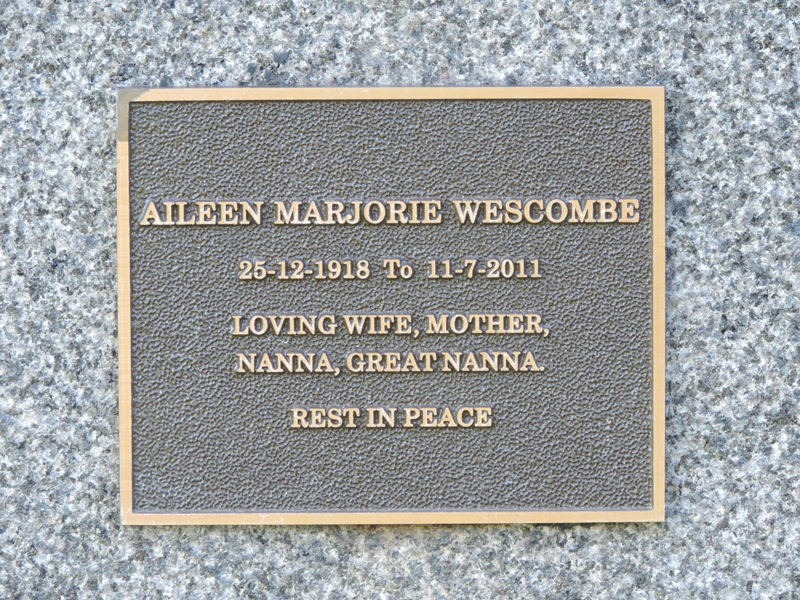 AILEEN MARJORIE WESCOMBE
25-12-1918 To 11-7-2011
LOVING WIFE, MOTHER,
NANNA, GREAT NANNA.
REST IN PEACE